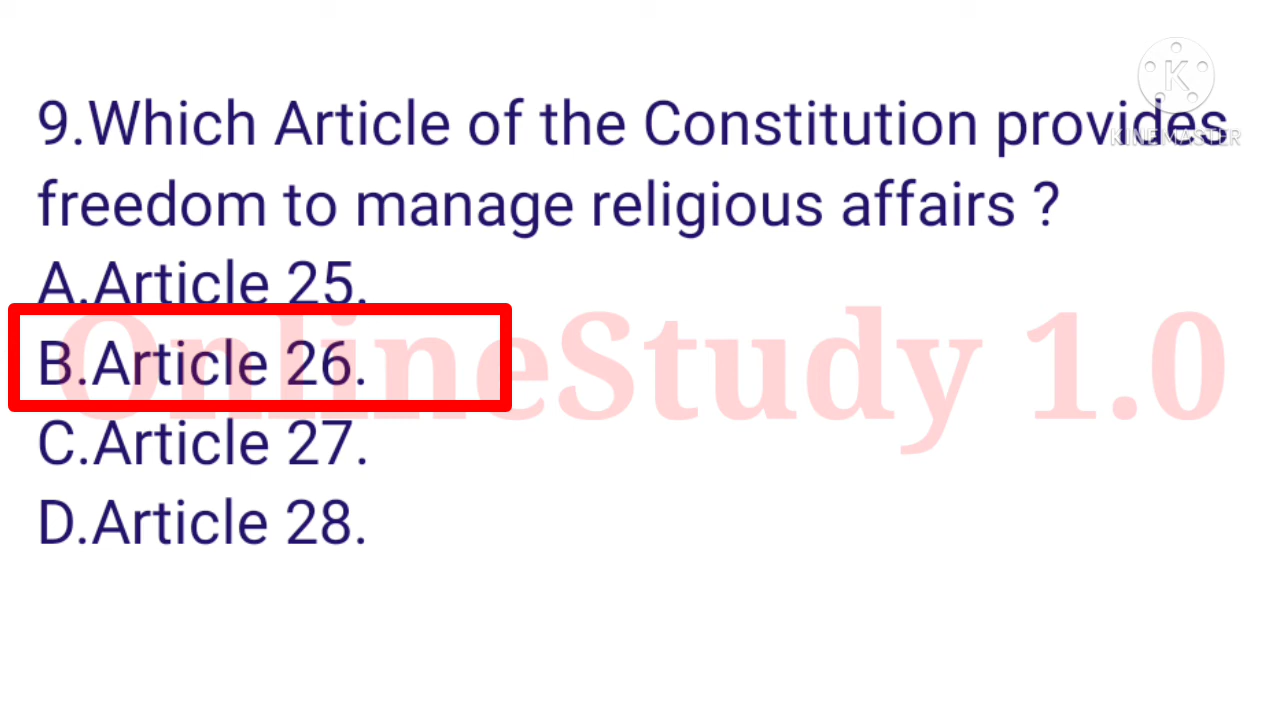 K
KINEMASTER
9.Which Article of the Constitution provides
freedom to manage religious affairs ?
A.Article 25.
B.Article 26.
OnlineStudy 1.0
C.Article 27.
D.Article 28.